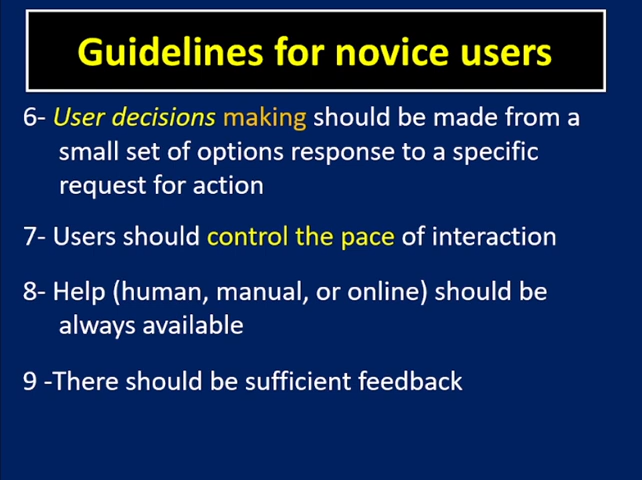 Guidelines for novice users
6- User decisions making should be made from a
small set of options response to a specific
request for action
7- Users should control the pace of interaction
8- Help (human, manual, or online) should be
always available
9 -There should be sufficient feedback